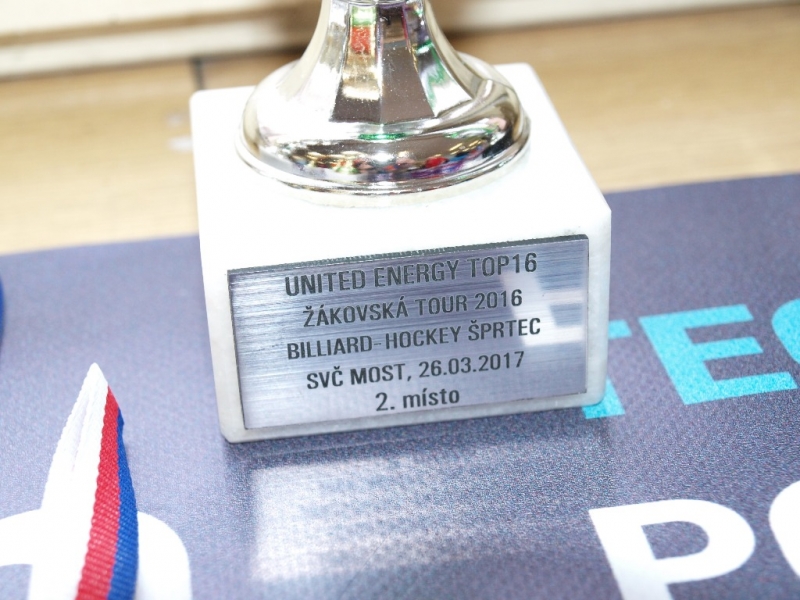 UNITED ENERGY TOP16
ŽÁKOVSKÁ TOUR 2016
BILLIARD-HOCKEY ŠPRTEC
SVČ MOST, 26.03.2017
2. místo